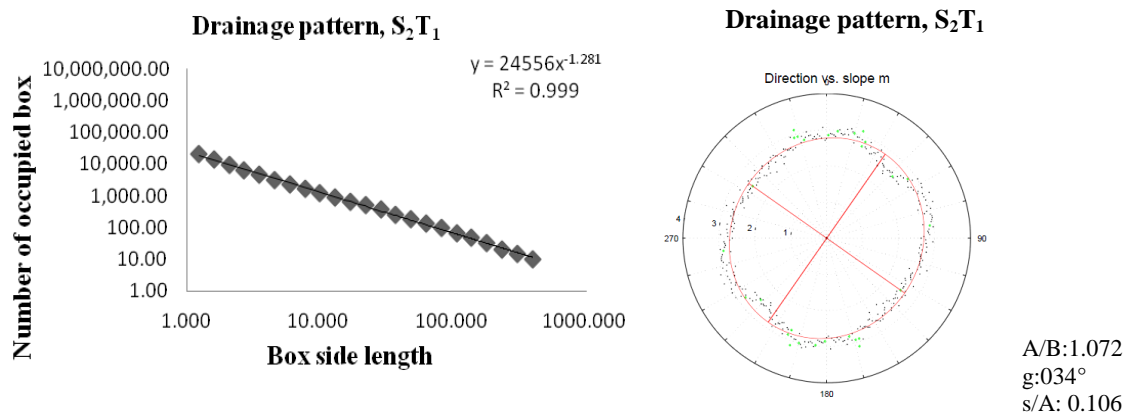 Drainage pattern, S₂T₁
y = 24556x⁻¹·²⁸¹
R² = 0.999
Number of occupied box
10,000,000.00
1,000,000.00
100,000.00
10,000.00
1,000.00
100.00
10.00
1.00
1.000
10.000
100.000
1000.000
Box side length
Drainage pattern, S₂T₁
Direction vs. slope m
4
3
2
1
270
90
180
A/B:1.072
g:034°
s/A: 0.106